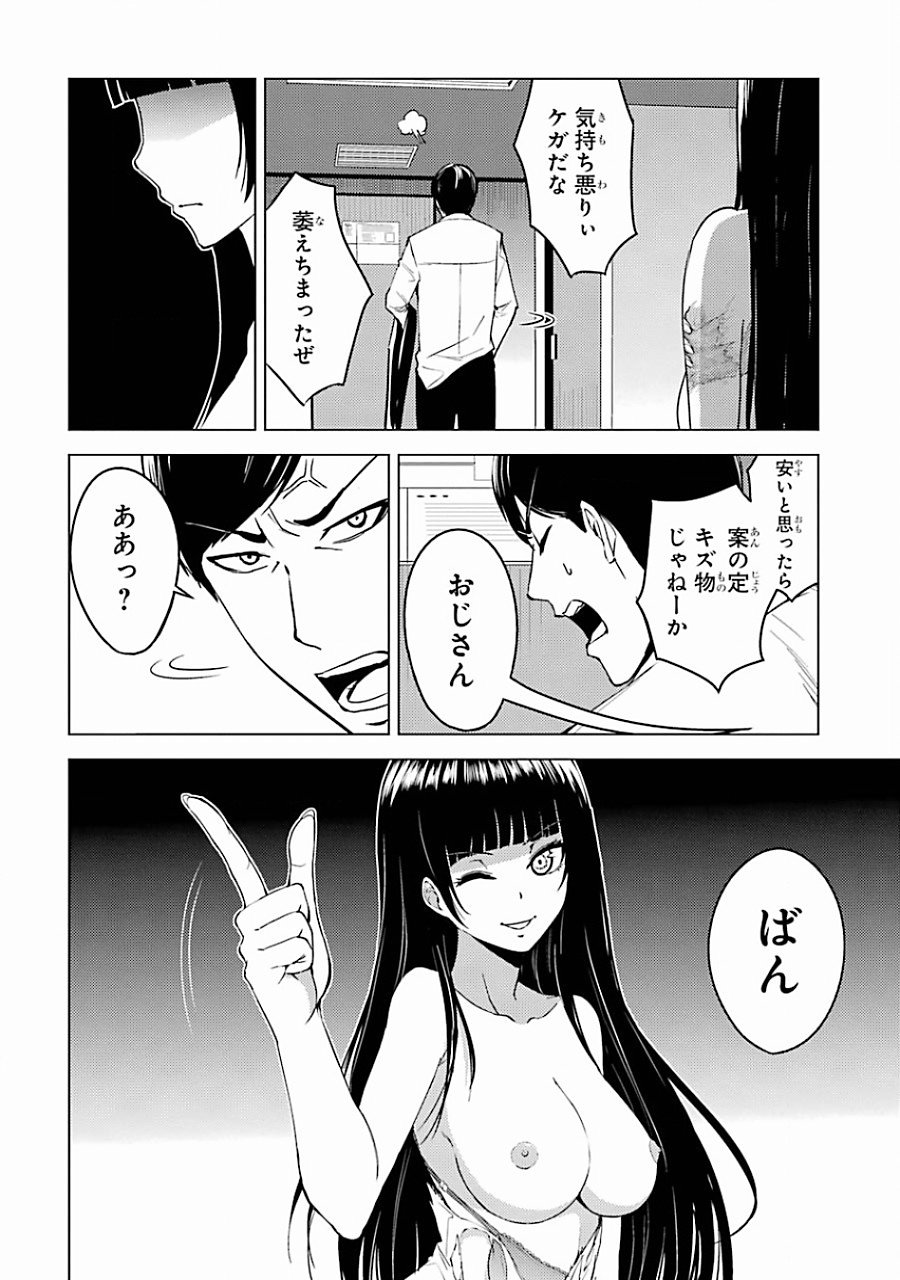 気持ち悪りぃ
ケガだな
萎えちまったぜ
安いと思ったら
案の定
キズ物
じゃねーか
おじさん
ああっ?
ばん